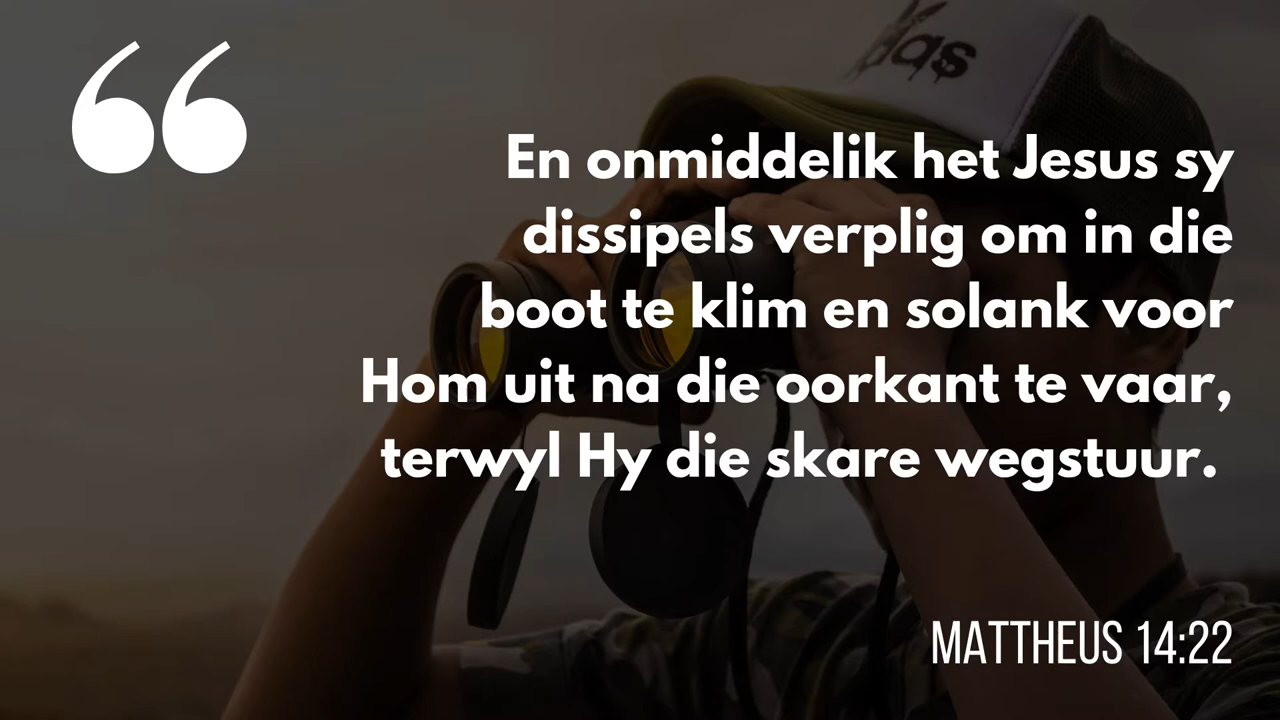 das
“
En onmiddelik het Jesus sy
dissipels verplig om in die
boot te klim en solank voor
Hom uit na die oorkant te vaar,
terwyl Hy die skare wegstuur.
MATTHEUS 14:22